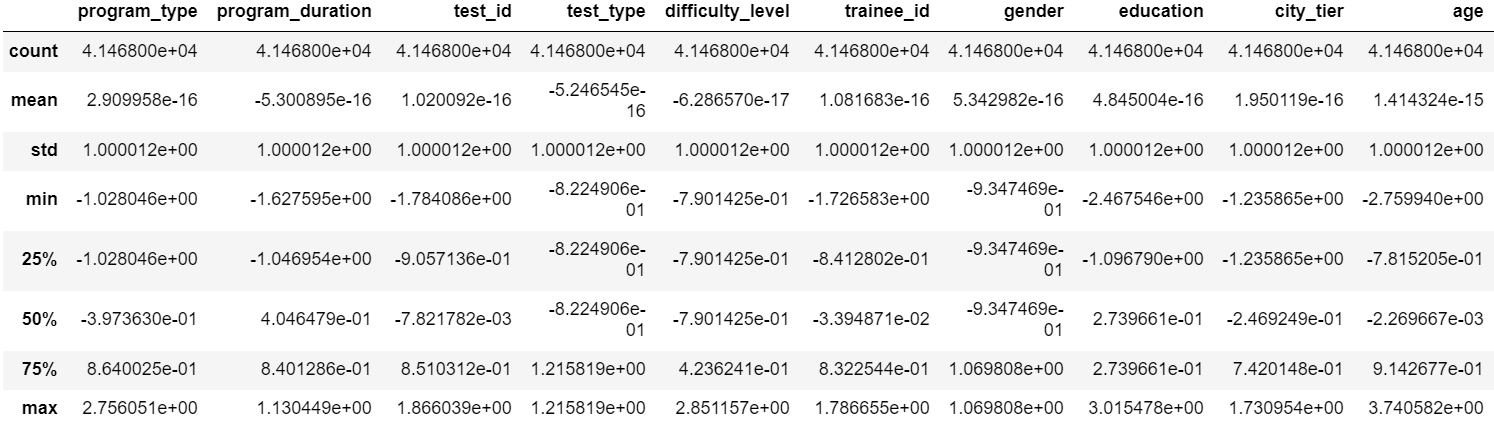 program_type program_duration test_id test_type difficulty_level trainee_id gender education city_tier age
count 4.146800e+04 4.146800e+04 4.146800e+04 4.146800e+04 4.146800e+04 4.146800e+04 4.146800e+04 4.146800e+04 4.146800e+04 4.146800e+04
mean 2.909958e-16 -5.300895e-16 1.020092e-16 -5.246545e-16 -6.286570e-17 1.081683e-16 5.342982e-16 4.845004e-16 1.950119e-16 1.414324e-15
std 1.000012e+00 1.000012e+00 1.000012e+00 1.000012e+00 1.000012e+00 1.000012e+00 1.000012e+00 1.000012e+00 1.000012e+00 1.000012e+00
min -1.028046e+00 -1.627595e+00 -1.784086e+00 -8.224906e-01 -7.901425e-01 -1.726583e+00 -9.347469e-01 -2.467546e+00 -1.235865e+00 -2.759940e+00
25% -1.028046e+00 -1.046954e+00 -9.057136e-01 -8.224906e-01 -7.901425e-01 -8.412802e-01 -9.347469e-01 -1.096790e+00 -1.235865e+00 -7.815205e-01
50% -3.973630e-01 4.046479e-01 -7.821782e-03 -8.224906e-01 -7.901425e-01 -3.394871e-02 -9.347469e-01 2.739661e-01 -2.469249e-01 -2.269667e-03
75% 8.640025e-01 8.401286e-01 8.510312e-01 1.215819e+00 4.236241e-01 8.322544e-01 1.069808e+00 2.739661e-01 7.420148e-01 9.142677e-01
max 2.756051e+00 1.130449e+00 1.866039e+00 1.215819e+00 2.851157e+00 1.786655e+00 1.069808e+00 3.015478e+00 1.730954e+00 3.740582e+00